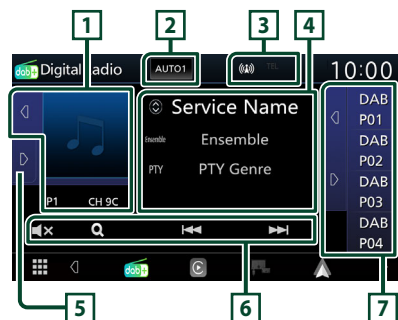 1 2 3 4
Digital Radio AUTO1 TEL 10:00
Service Name
Ensemble Ensemble
PTY PTY Genre
P1 CH 9C
DAB
P01
DAB
P02
DAB
P03
DAB
P04
dab+
5 6 7